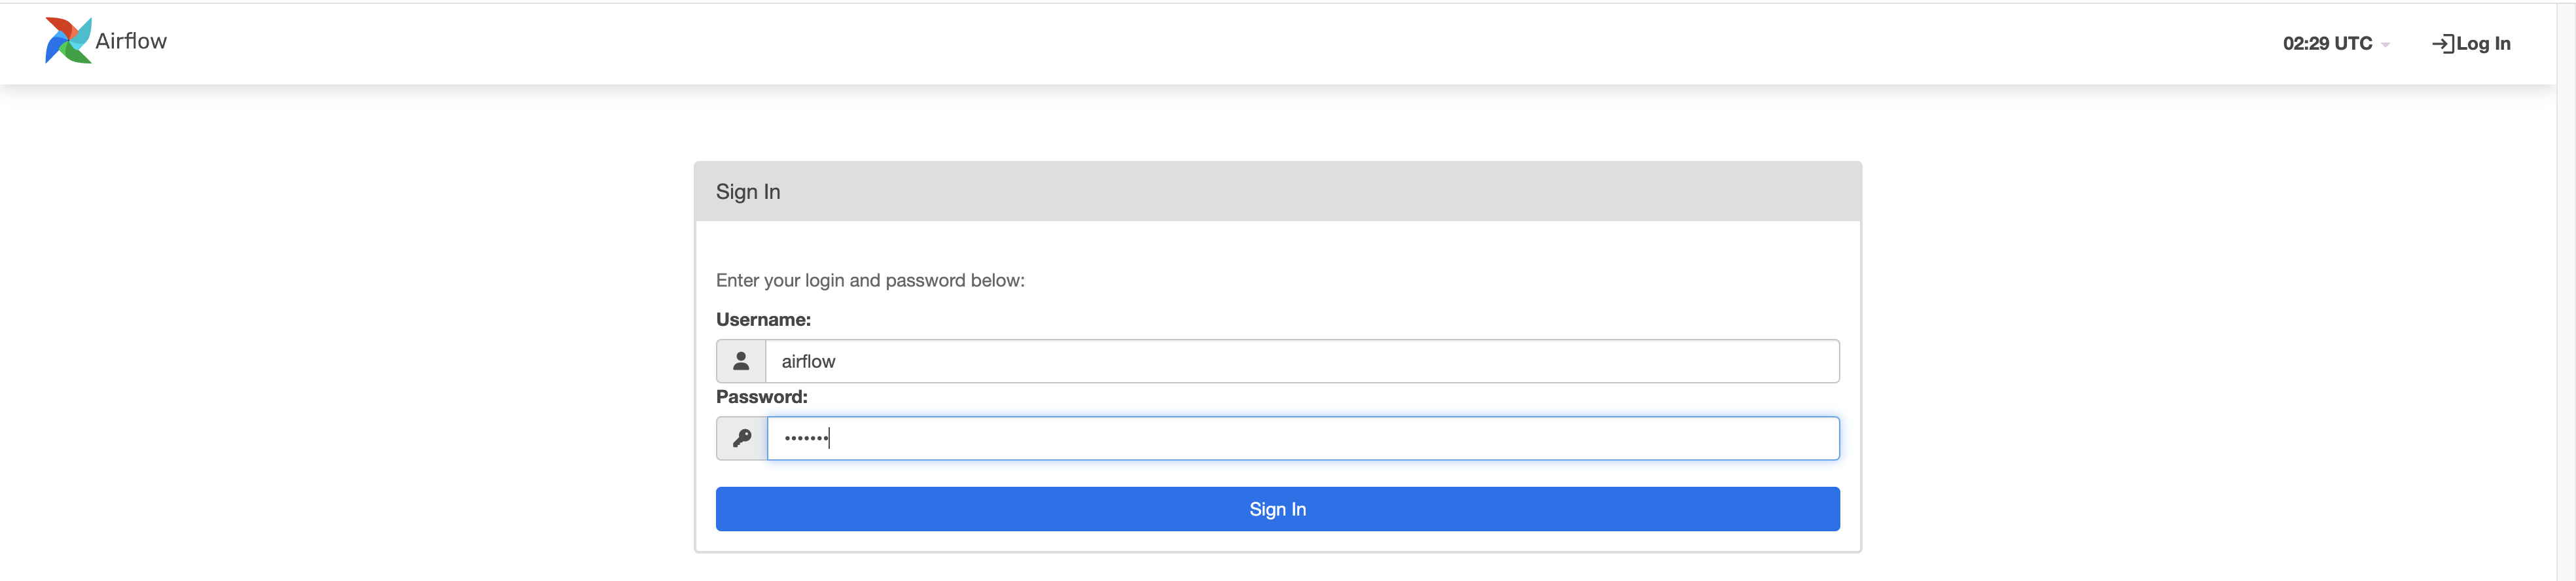 Airflow
02:29 UTC
Log In
Sign In
Enter your login and password below:
Username:
airflow
Password:
•••••••
Sign In